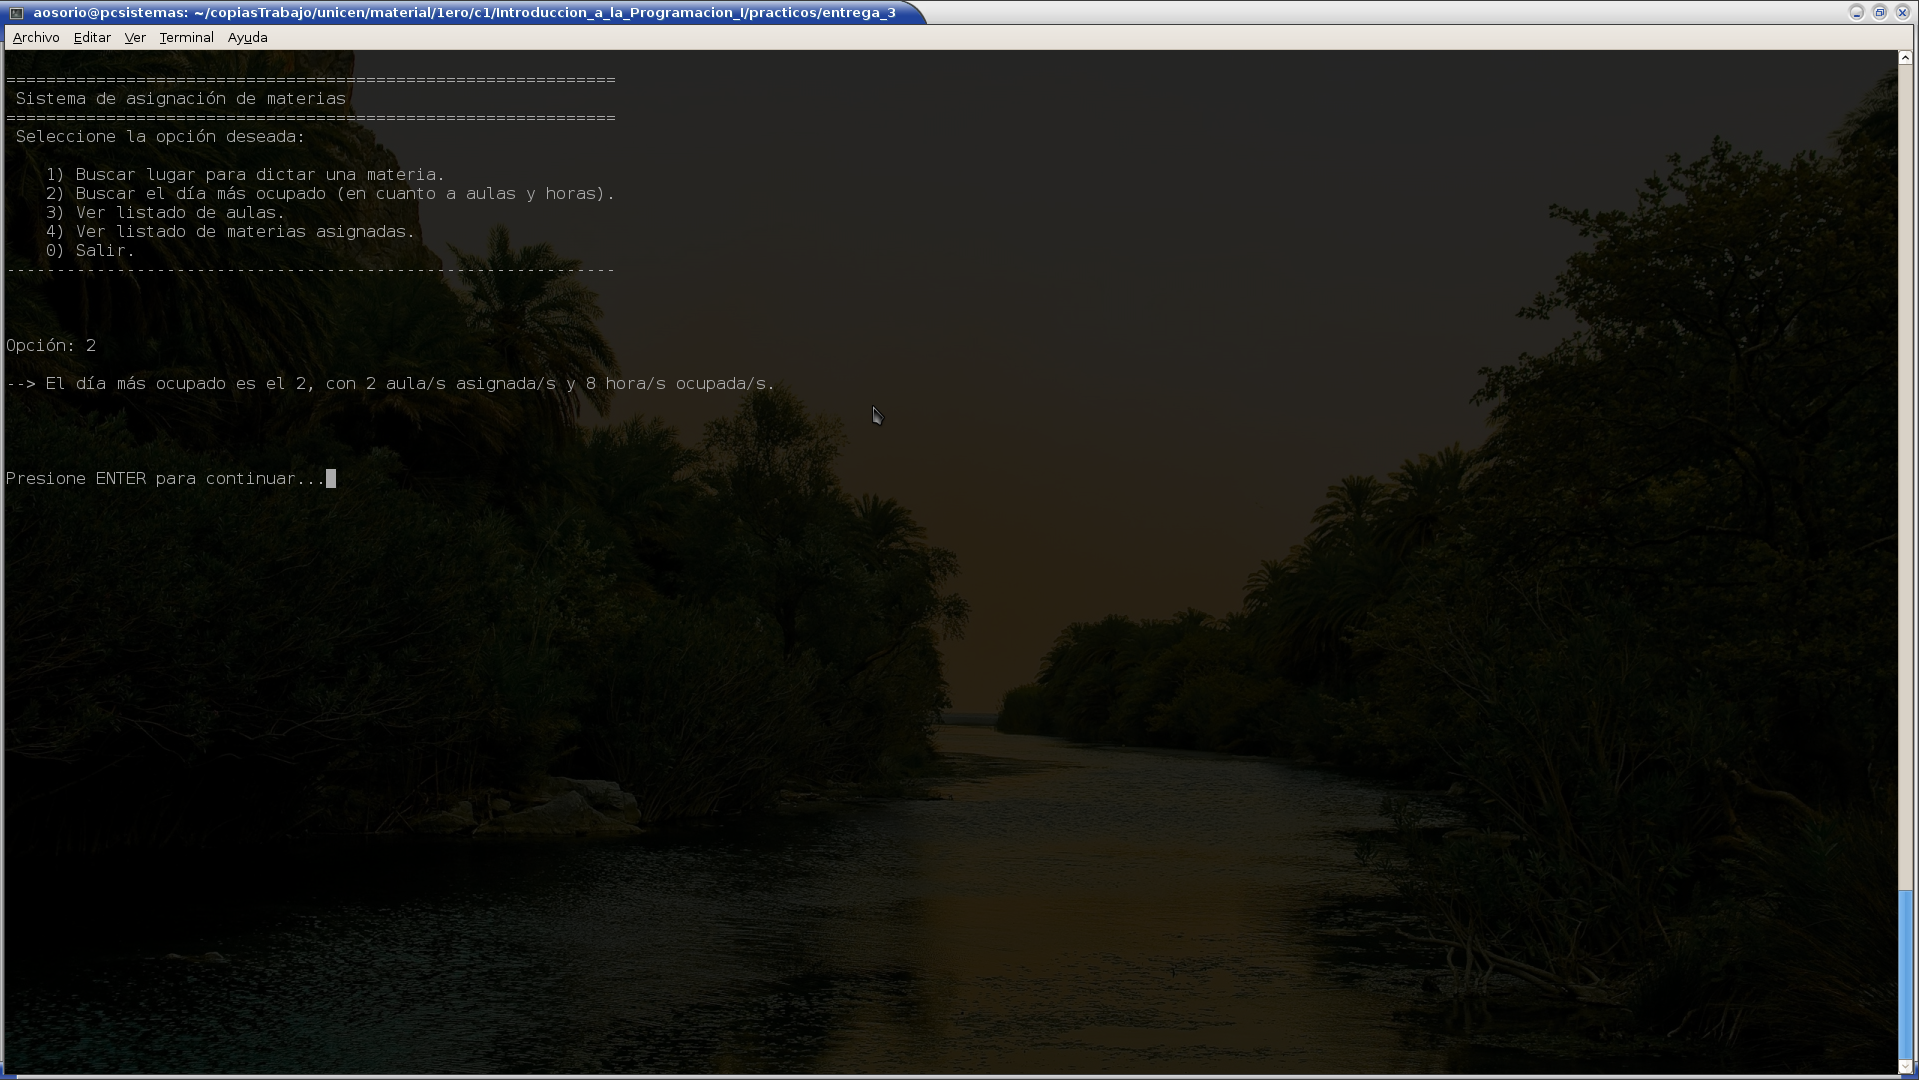 aosorio@pcsistemas: ~/copiasTrabajo/unicen/material/1ero/c1/Introduccion_a_la_Programacion_I/practicos/entrega_3
Archivo Editar Ver Terminal Ayuda
=============================================================
Sistema de asignación de materias
=============================================================
Seleccione la opción deseada:
1) Buscar lugar para dictar una materia.
2) Buscar el día más ocupado (en cuanto a aulas y horas).
3) Ver listado de aulas.
4) Ver listado de materias asignadas.
0) Salir.
-------------------------------------------------------------
Opción: 2
--> El día más ocupado es el 2, con 2 aula/s asignada/s y 8 hora/s ocupada/s.
Presione ENTER para continuar...